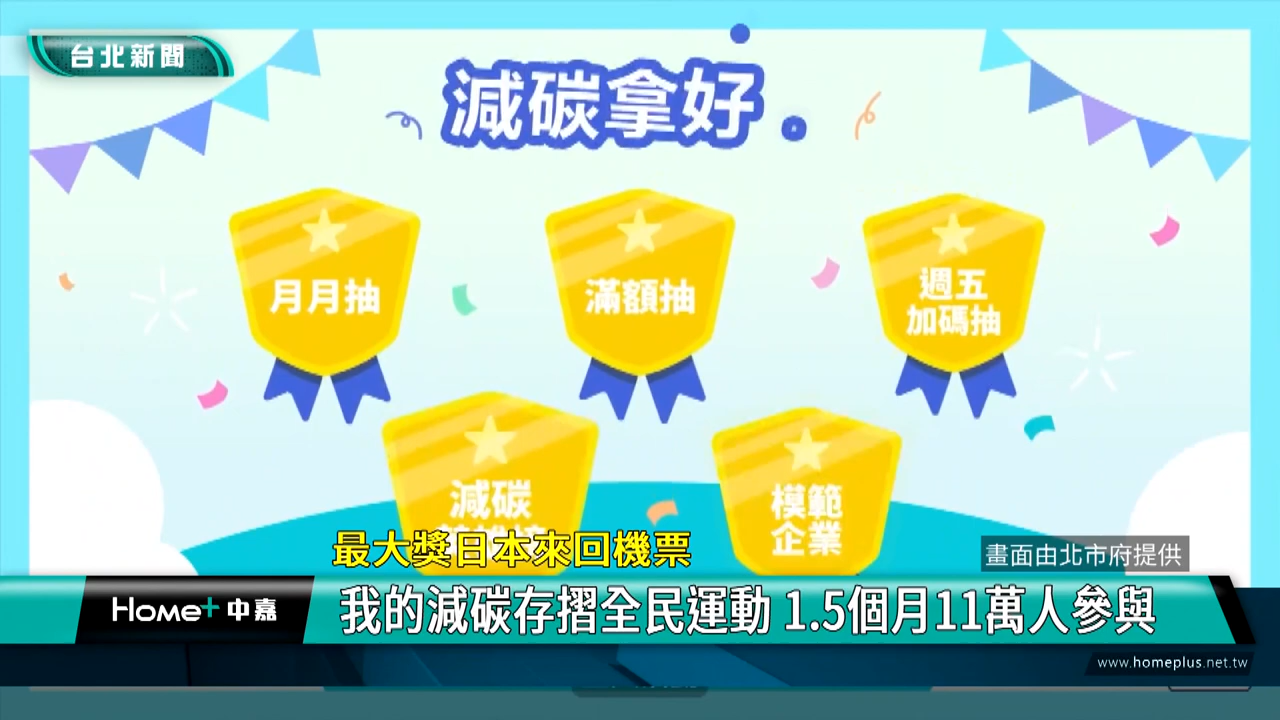 台北新聞
減碳拿好
月月抽
滿額抽
週五
加碼抽
減碳
模範
企業
最大獎日本來回機票
畫面由北市府提供
Home+中嘉
我的減碳存摺全民運動 1.5個月11萬人參與
www.homeplus.net.tw